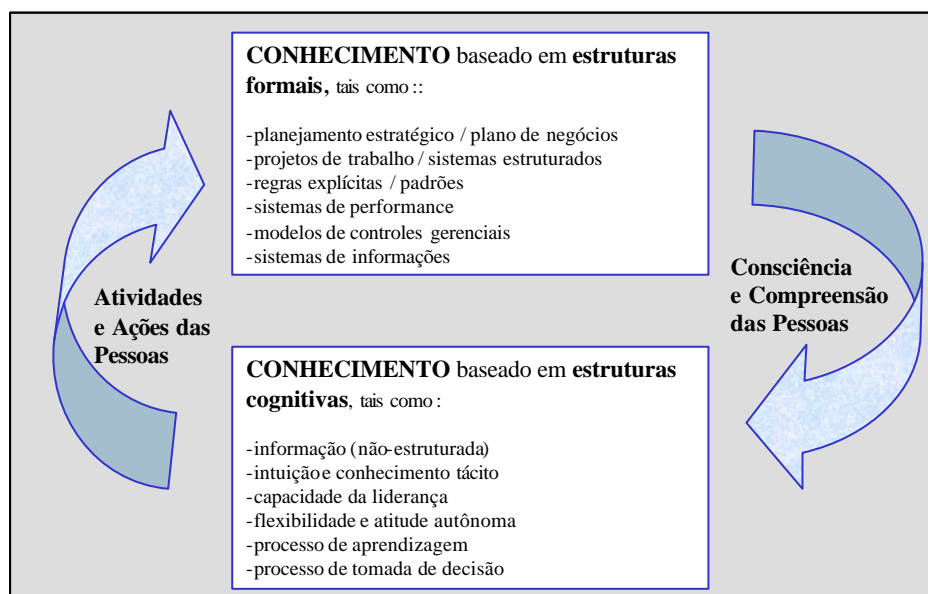 CONHECIMENTO baseado em estruturas
formais, tais como ::
-planejamento estratégico / plano de negócios
-projetos de trabalho / sistemas estruturados
-regras explícitas / padrões
-sistemas de performance
-modelos de controles gerenciais
-sistemas de informações
Atividades
e Ações das
Pessoas
Consciência
e Compreensão
das Pessoas
CONHECIMENTO baseado em estruturas
cognitivas, tais como :
-informação (não-estruturada)
-intuição e conhecimento tácito
-capacidade da liderança
-flexibilidade e atitude autônoma
-processo de aprendizagem
-processo de tomada de decisão